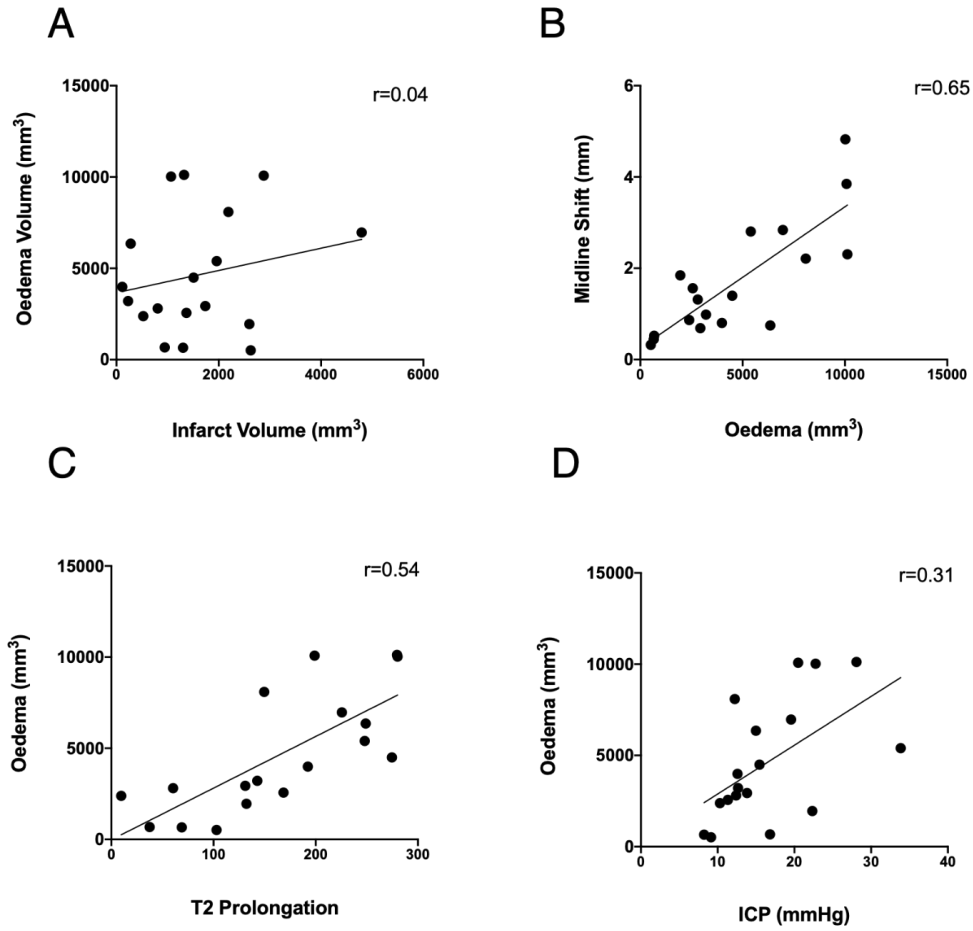 A
r=0.04
Oedema Volume (mm³)
15000
10000
5000
0
0 2000 4000 6000
Infarct Volume (mm³)
B
r=0.65
Midline Shift (mm)
6
4
2
0
0 5000 10000 15000
Oedema (mm³)
C
r=0.54
Oedema (mm³)
15000
10000
5000
0
0 100 200 300
T2 Prolongation
D
r=0.31
Oedema (mm³)
15000
10000
5000
0
0 10 20 30 40
ICP (mmHg)